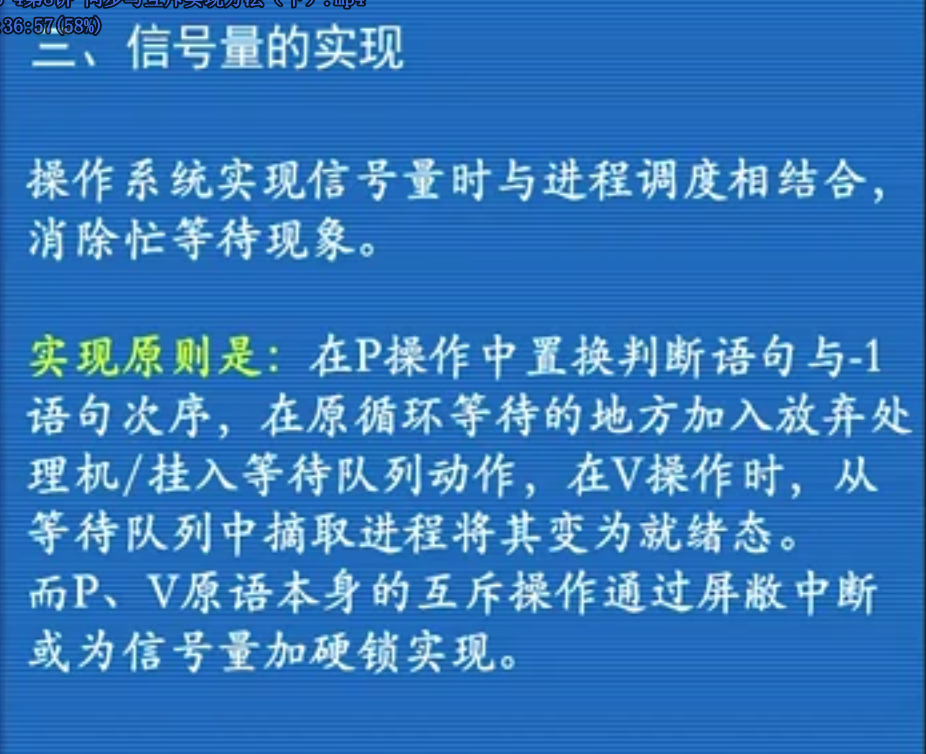 :36:57(58%)
三、信号量的实现
操作系统实现信号量时与进程调度相结合，
消除忙等待现象。
实现原则是：在P操作中置换判断语句与-1
语句次序，在原循环等待的地方加入放弃处
理机/挂入等待队列动作，在V操作时，从
等待队列中摘取进程将其变为就绪态。
而P、V原语本身的互斥操作通过屏敝中断
或为信号量加硬锁实现。